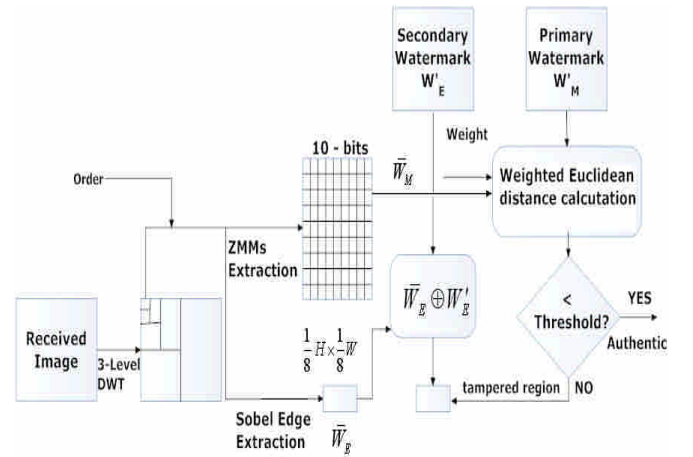 Secondary
Watermark
W'E
Primary
Watermark
W'M
Weight
10 - bits
W̄M
Weighted Euclidean
distance calcutation
Order
ZMMs
Extraction
W̄E⊕W'E
<
Threshold?
YES
Authentic
Received
Image
3-Level
DWT
1/8 H×1/8 W
tampered region
NO
Sobel Edge
Extraction
W̄E